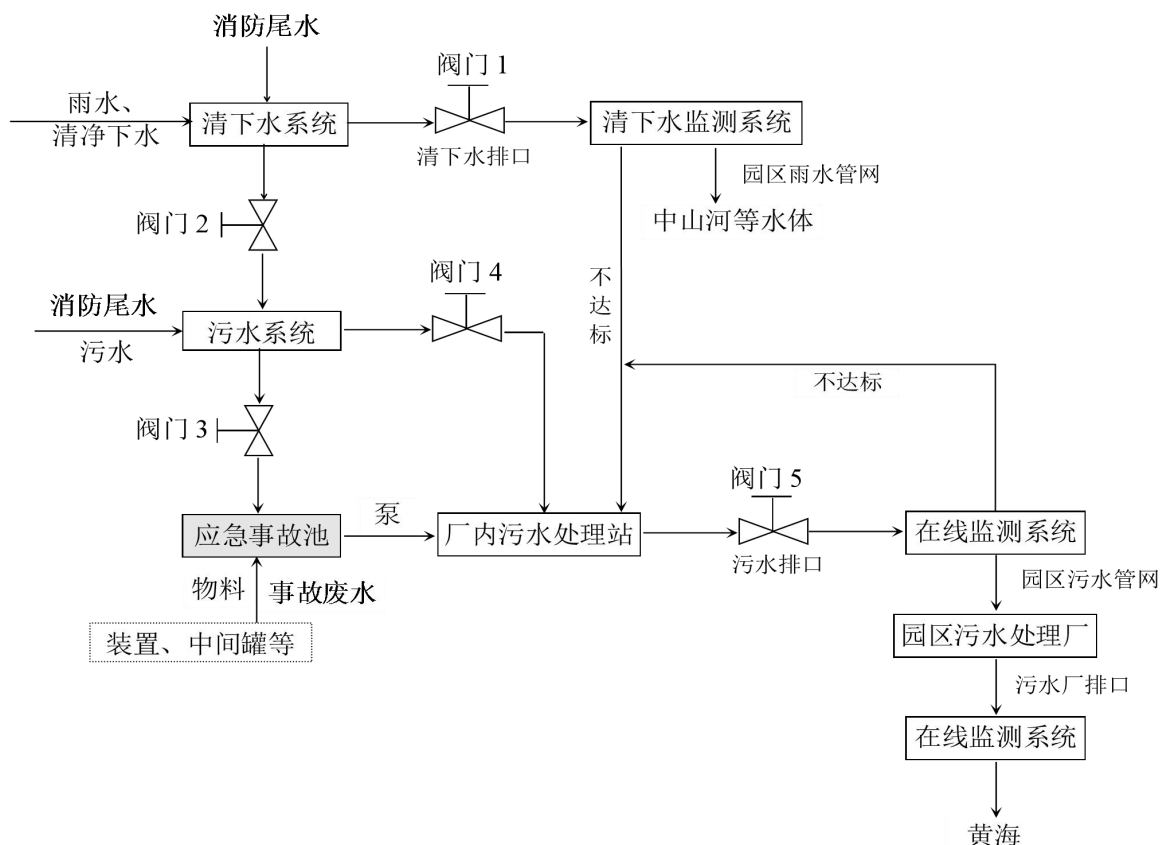 消防尾水
阀门 1
雨水、
清净下水
清下水系统
清下水监测系统
清下水排口
园区雨水管网
中山河等水体
阀门 2
阀门 4
不
达
标
消防尾水
污水
污水系统
不达标
阀门 3
阀门 5
应急事故池
泵
厂内污水处理站
在线监测系统
污水排口
园区污水管网
物料
事故废水
装置、中间罐等
园区污水处理厂
污水厂排口
在线监测系统
黄海